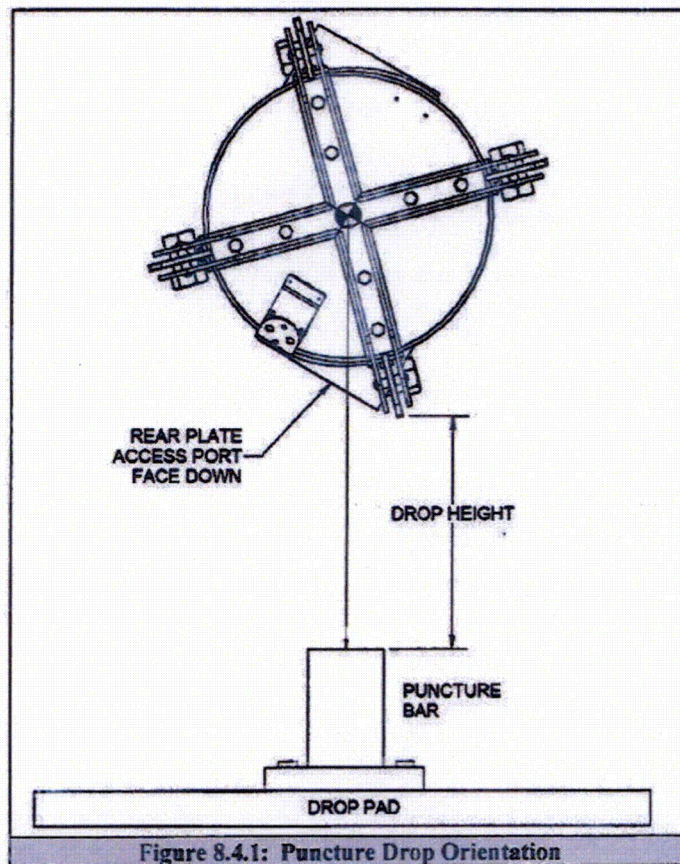 REAR PLATE
ACCESS PORT
FACE DOWN
DROP HEIGHT
PUNCTURE
BAR
DROP PAD
Figure 8.4.1: Puncture Drop Orientation